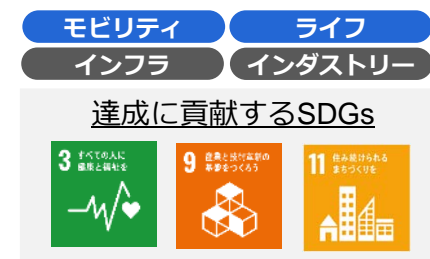 モビリティ ライフ
インフラ インダストリー
達成に貢献するSDGs
3 すべての人に 9 産業と技術革新の 11 住み続けられる
健康と福祉を 基盤をつくろう まちづくりを